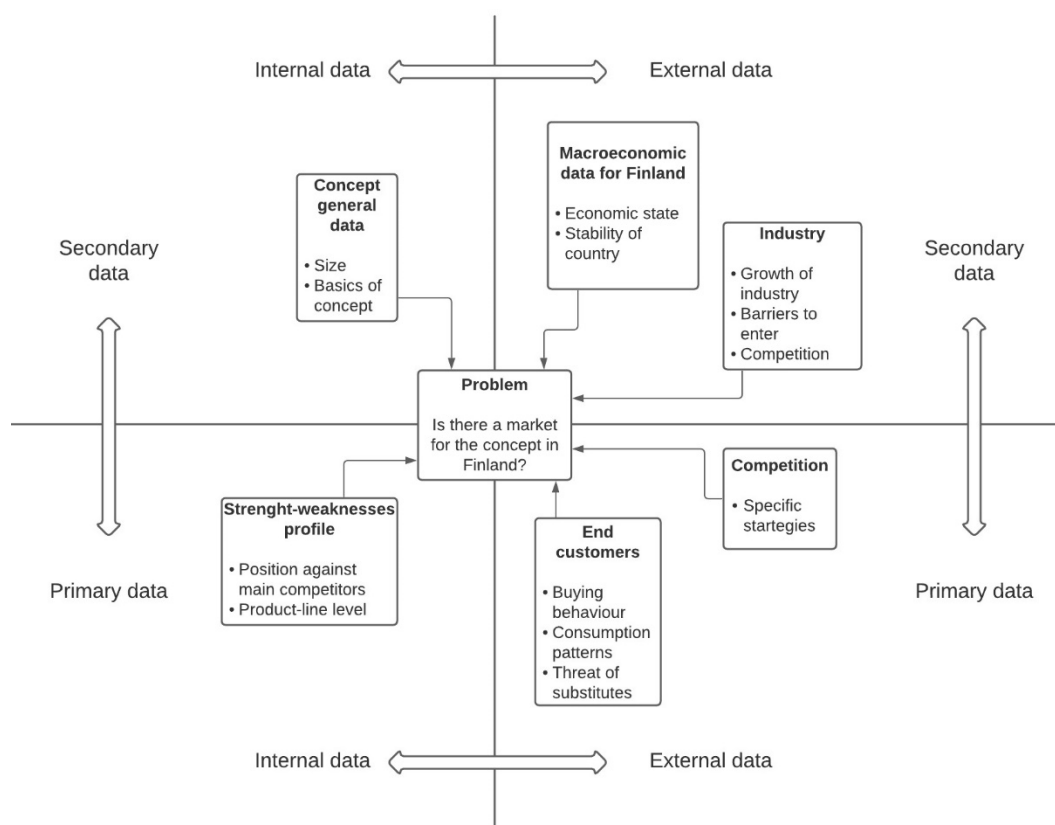 Internal data
External data
Macroeconomic
data for Finland
• Economic state
• Stability of
country
Concept
general
data
• Size
• Basics of
concept
Industry
• Growth of
industry
• Barriers to
enter
• Competition
Secondary
data
Secondary
data
Problem
Is there a market
for the concept in
Finland?
Competition
• Specific
startegies
Strenght-weaknesses
profile
• Position against
main competitors
• Product-line level
End
customers
• Buying
behaviour
• Consumption
patterns
• Threat of
substitutes
Primary data
Primary data
Internal data
External data